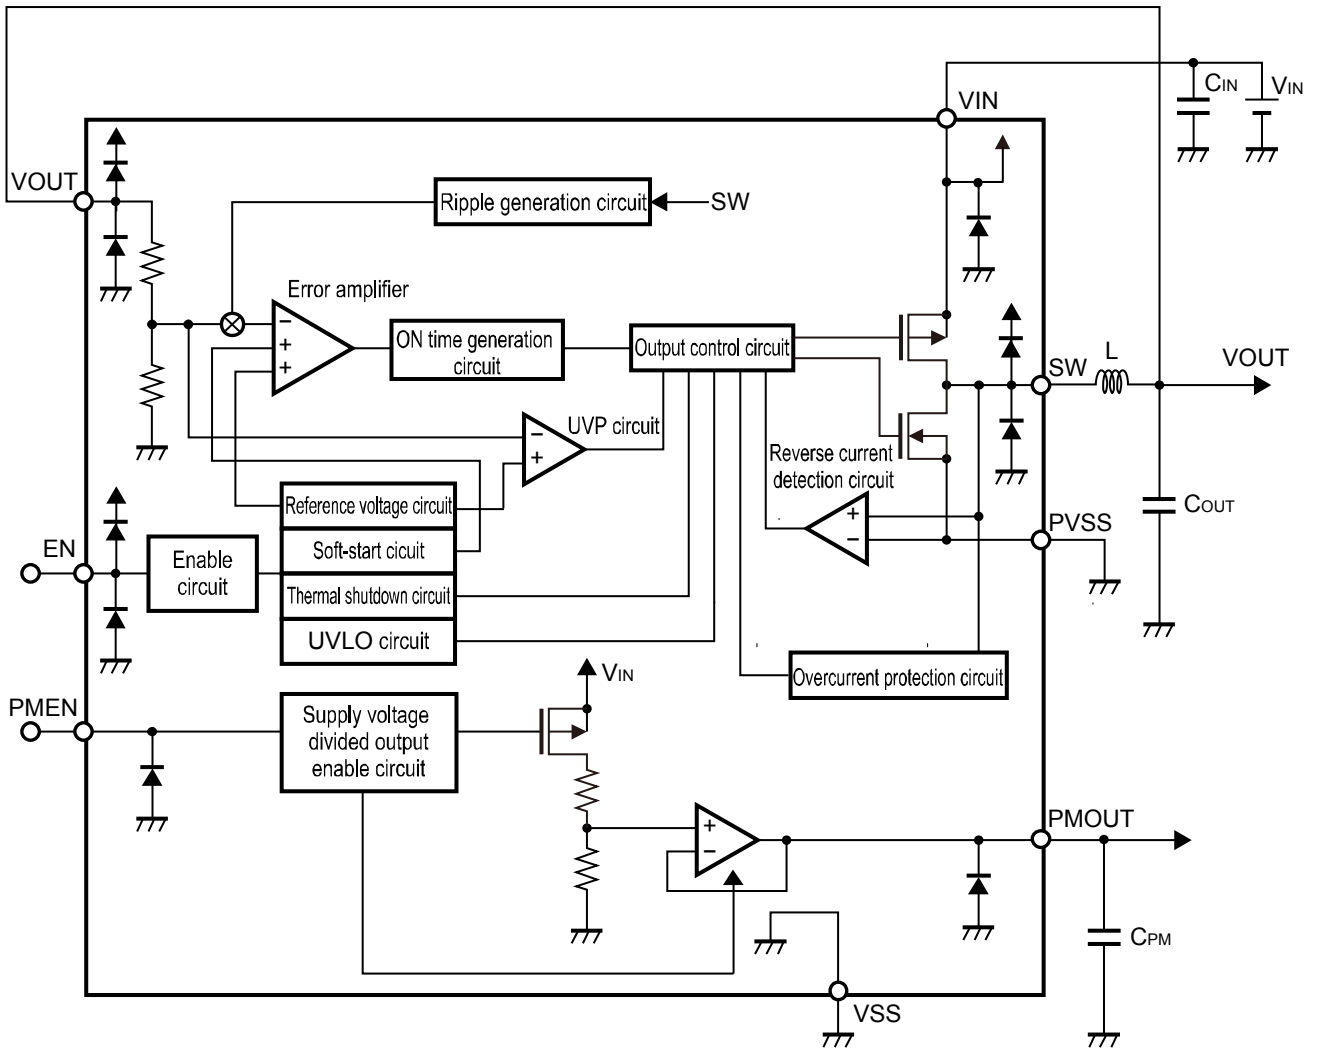 CIN
VIN
VIN
VOUT
Ripple generation circuit
SW
Error amplifier
−
+
+
ON time generation
circuit
Output control circuit
SW
L
VOUT
UVP circuit
−
+
Reverse current
detection circuit
+
−
Reference voltage circuit
Soft-start cicuit
Thermal shutdown circuit
UVLO circuit
COUT
PVSS
EN
Enable
circuit
Overcurrent protection circuit
VIN
PMEN
Supply voltage
divided output
enable circuit
+
−
PMOUT
CPM
VSS